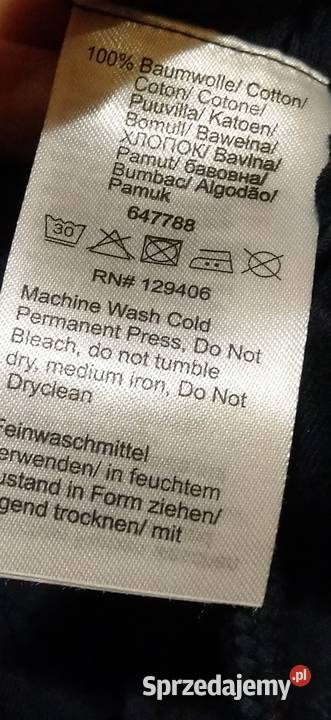 100% Baumwolle/ Cotton/
Coton/ Cotone/
Puuvilla/ Katoen/
Bomull/ Bawełna/
ХЛОПОК/ Bavlna/
Pamut/ бавовна/
Bumbac/ Algodão/
Pamuk
647788
30
RN# 129406
Machine Wash Cold
Permanent Press, Do Not
Bleach, do not tumble
dry, medium iron, Do Not
Dryclean
Feinwaschmittel
erwenden/ in feuchtem
ustand in Form ziehen/
gend trocknen/ mit
Sprzedajemy.pl